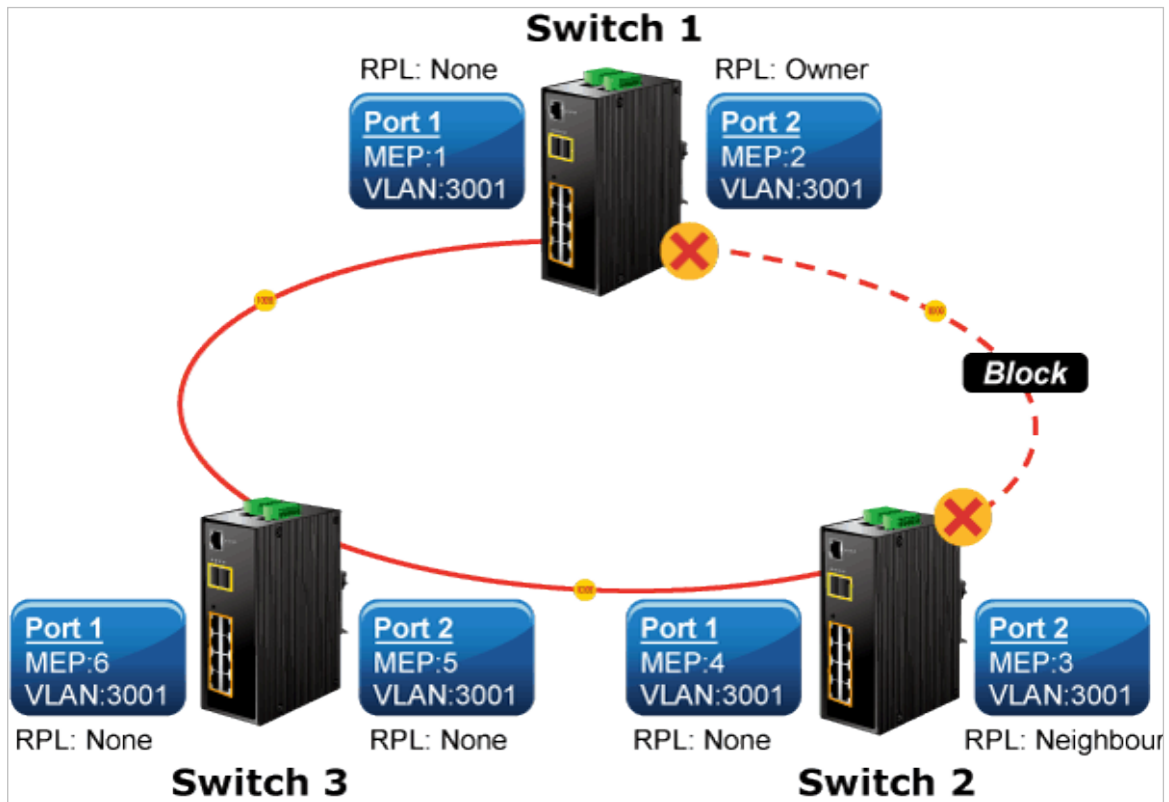 Switch 1
RPL: None
RPL: Owner
Port 1
MEP:1
VLAN:3001
Port 2
MEP:2
VLAN:3001
Block
Port 1
MEP:6
VLAN:3001
Port 2
MEP:5
VLAN:3001
Port 1
MEP:4
VLAN:3001
Port 2
MEP:3
VLAN:3001
RPL: None
RPL: None
RPL: None
RPL: Neighbour
Switch 3
Switch 2